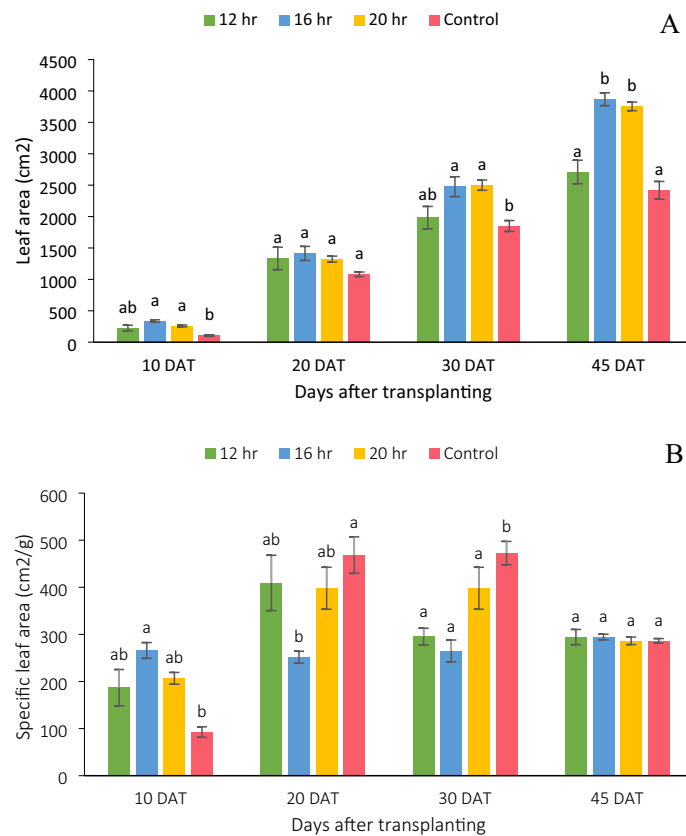 12 hr 16 hr 20 hr Control A
4500
4000 b b
3500
3000 a a
2500 a a
2000 ab b
1500 a a a a
1000
500 ab a a b
0
Leaf area (cm2)
10 DAT 20 DAT 30 DAT 45 DAT
Days after transplanting
12 hr 16 hr 20 hr Control B
600
500 ab ab a a b
400
300 a a a a a a a
200 ab ab b
100 b
0
Specific leaf area (cm2/g)
10 DAT 20 DAT 30 DAT 45 DAT
Days after transplanting